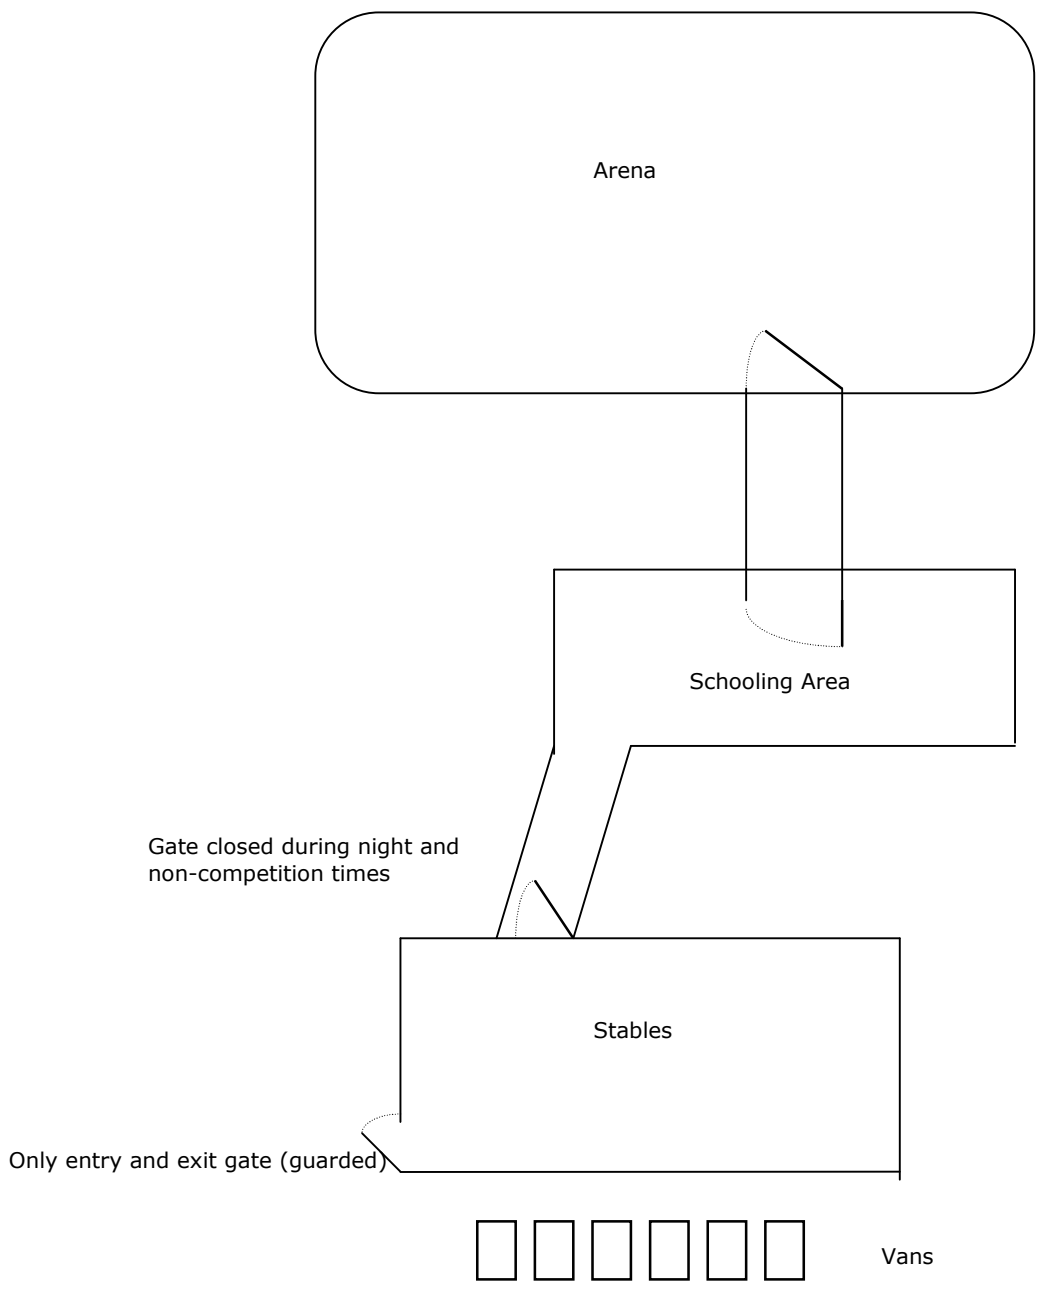 Arena
Schooling Area
Gate closed during night and
non-competition times
Stables
Only entry and exit gate (guarded)
Vans